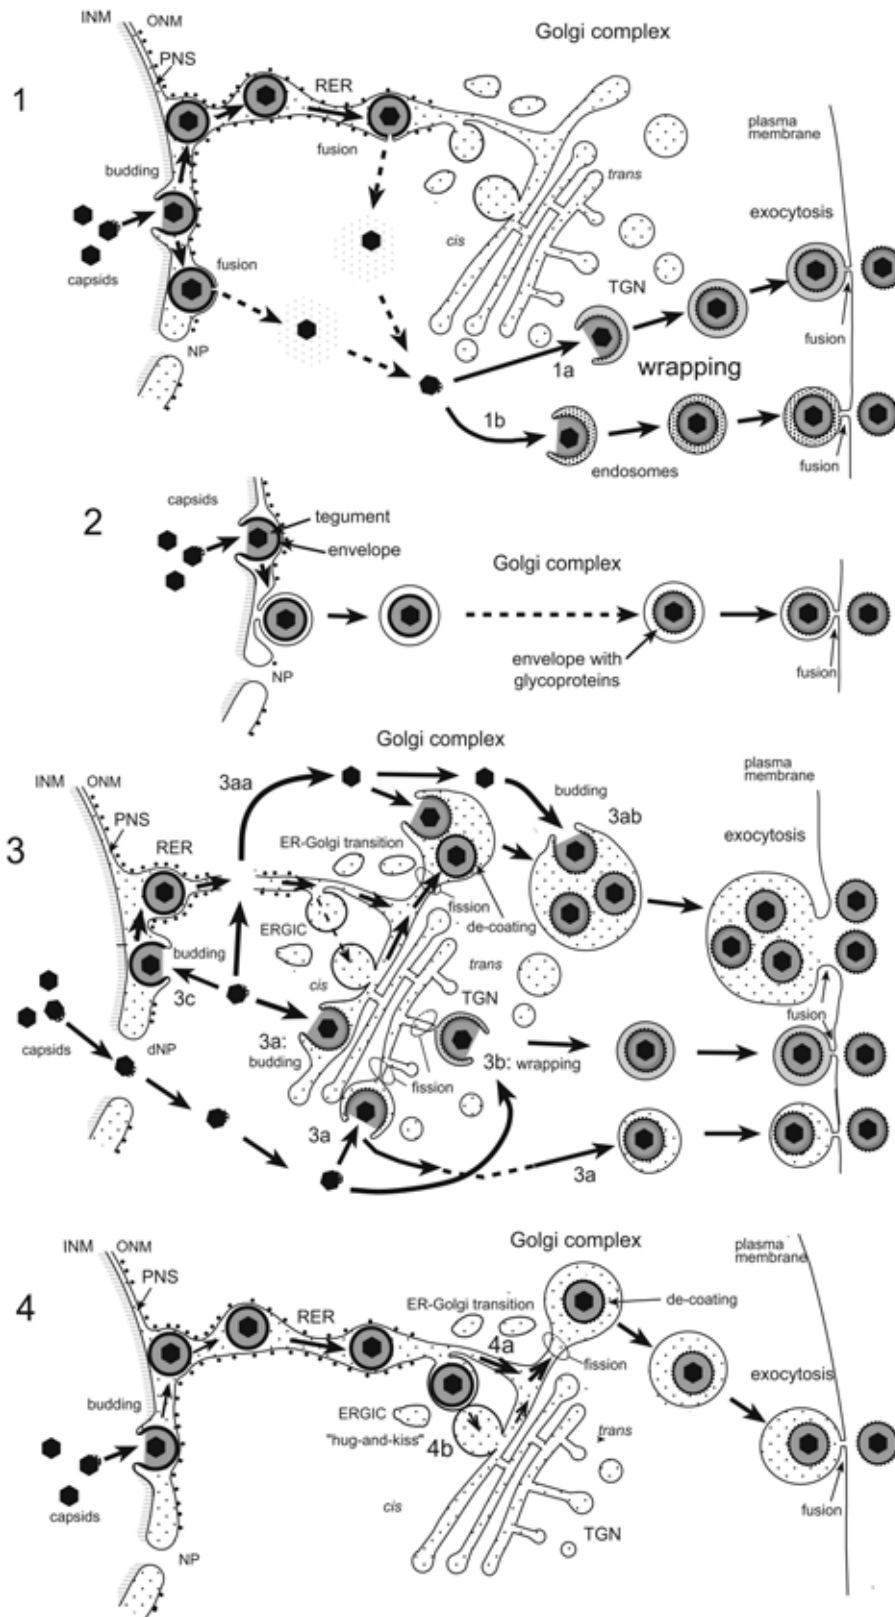 INM
ONM
PNS
Golgi complex
1
RER
plasma
membrane
fusion
budding
trans
exocytosis
cis
capsids
fusion
TGN
NP
fusion
1a
wrapping
1b
endosomes
fusion
capsids
2
tegument
envelope
Golgi complex
envelope with
glycoproteins
fusion
NP
Golgi complex
plasma
membrane
INM
ONM
3aa
budding
3ab
PNS
RER
ER-Golgi transition
exocytosis
3
fission
de-coating
ERGIC
budding
cis
trans
3c
TGN
fusion
3a:
budding
capsids
dNP
3b: wrapping
fission
3a
3a
Golgi complex
plasma
membrane
INM
ONM
PNS
ER-Golgi transition
de-coating
4
RER
4a
fission
exocytosis
budding
ERGIC
"hug-and-kiss"
4b
trans
cis
fusion
capsids
TGN
NP